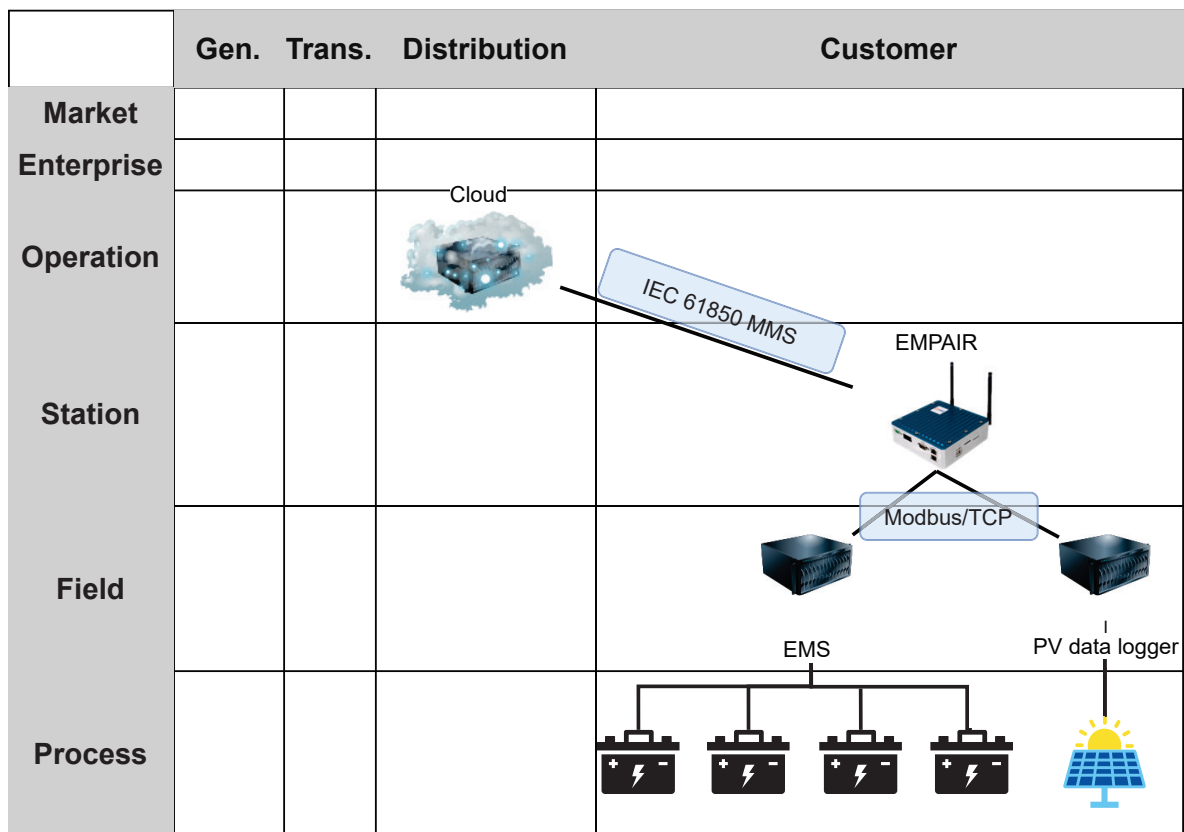 Gen. Trans. Distribution Customer
Market
Enterprise
Cloud
Operation
IEC 61850 MMS
EMPAIR
Station
Modbus/TCP
Field
EMS
PV data logger
Process